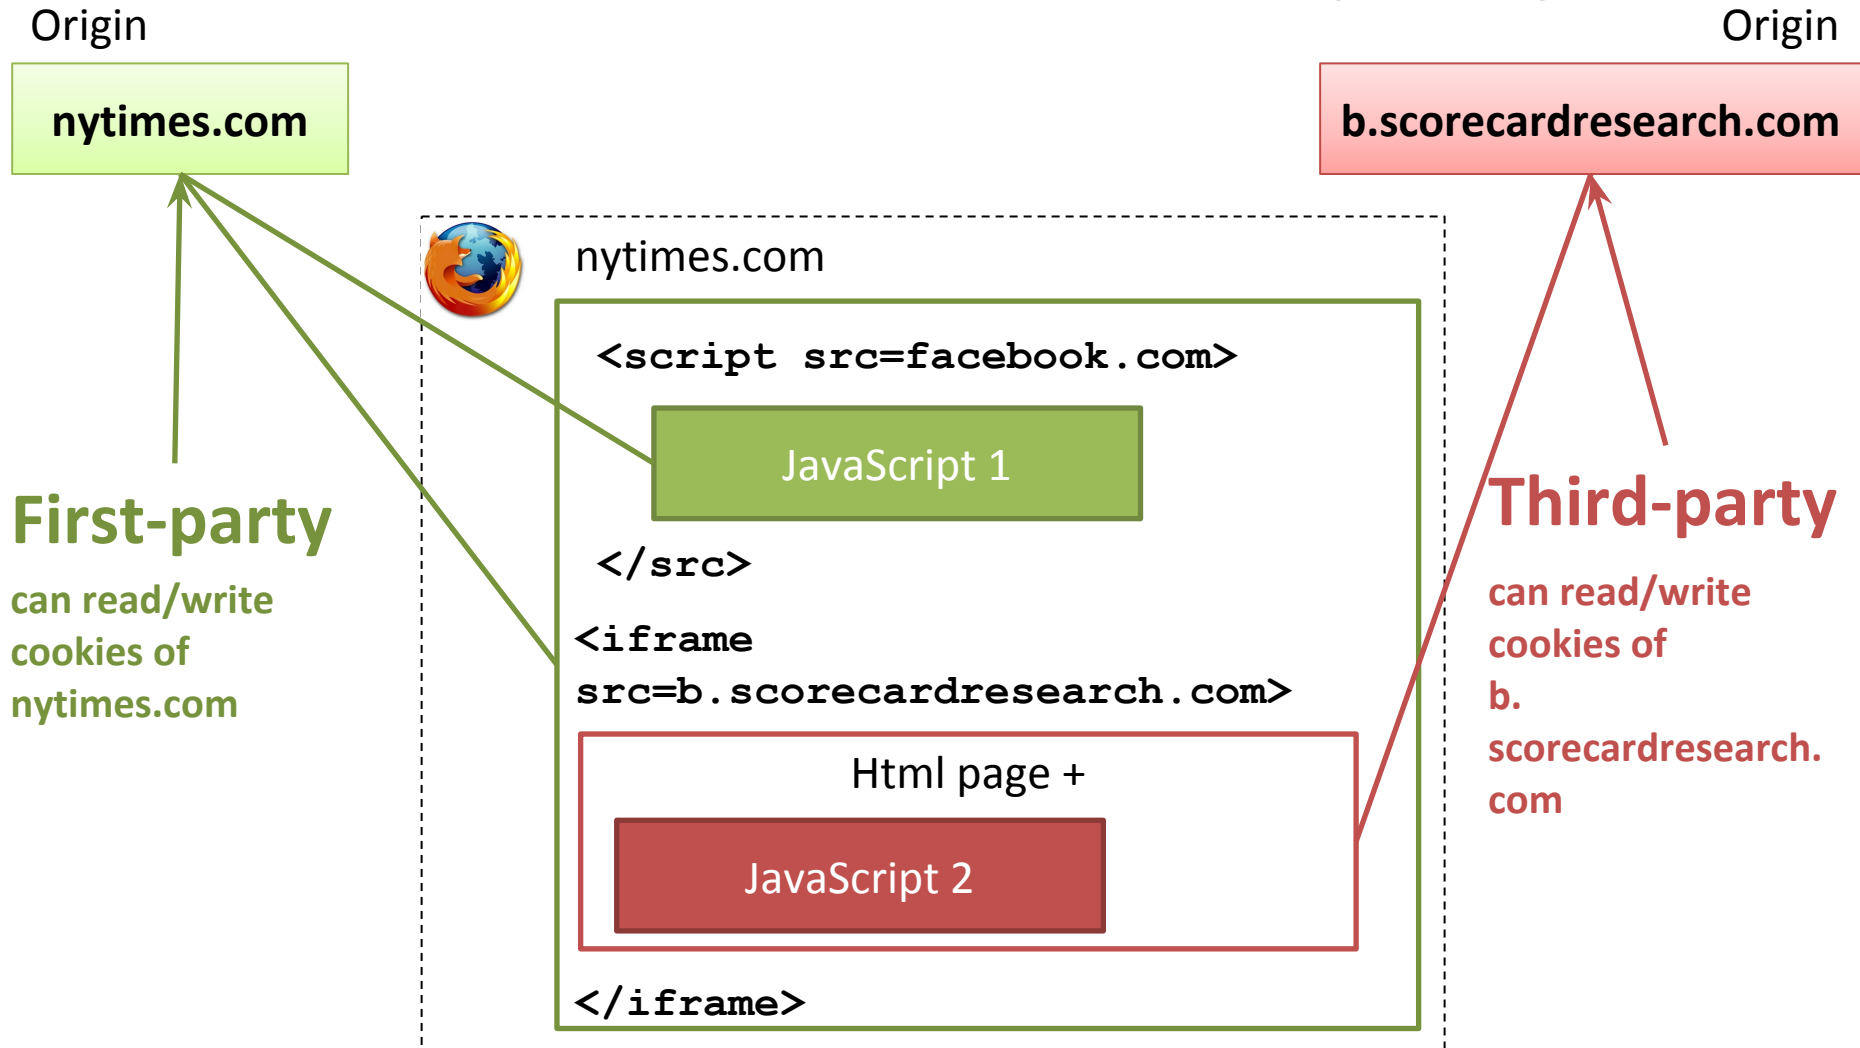 Origin
Origin
nytimes.com
b.scorecardresearch.com
nytimes.com
<script src=facebook.com>
JavaScript 1
</src>
<iframe
src=b.scorecardresearch.com>
Html page +
JavaScript 2
</iframe>
First-party
can read/write
cookies of
nytimes.com
Third-party
can read/write
cookies of
b.
scorecardresearch.
com